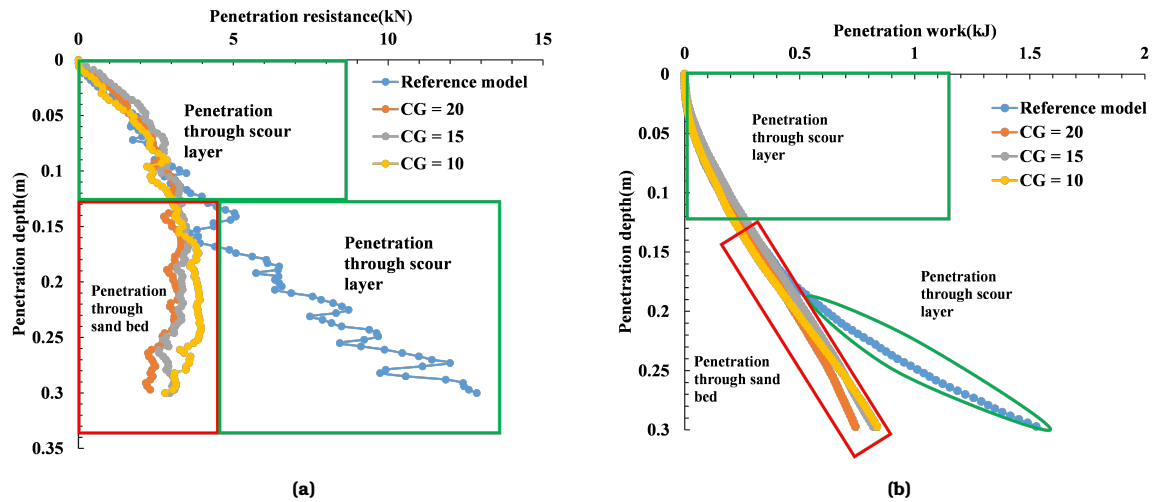 Penetration resistance(kN)
0 5 10 15
0
0.05
0.1
0.15
0.2
0.25
0.3
0.35
Penetration depth(m)
Reference model
CG = 20
CG = 15
CG = 10
Penetration
through scour
layer
Penetration
through scour
layer
Penetration
through
sand bed
(a)
Penetration work(kJ)
0 0.5 1 1.5 2
0
0.05
0.1
0.15
0.2
0.25
0.3
Penetration depth(m)
Reference model
CG = 20
CG = 15
CG = 10
Penetration
through scour
layer
Penetration
through scour
layer
Penetration
through sand
bed
(b)